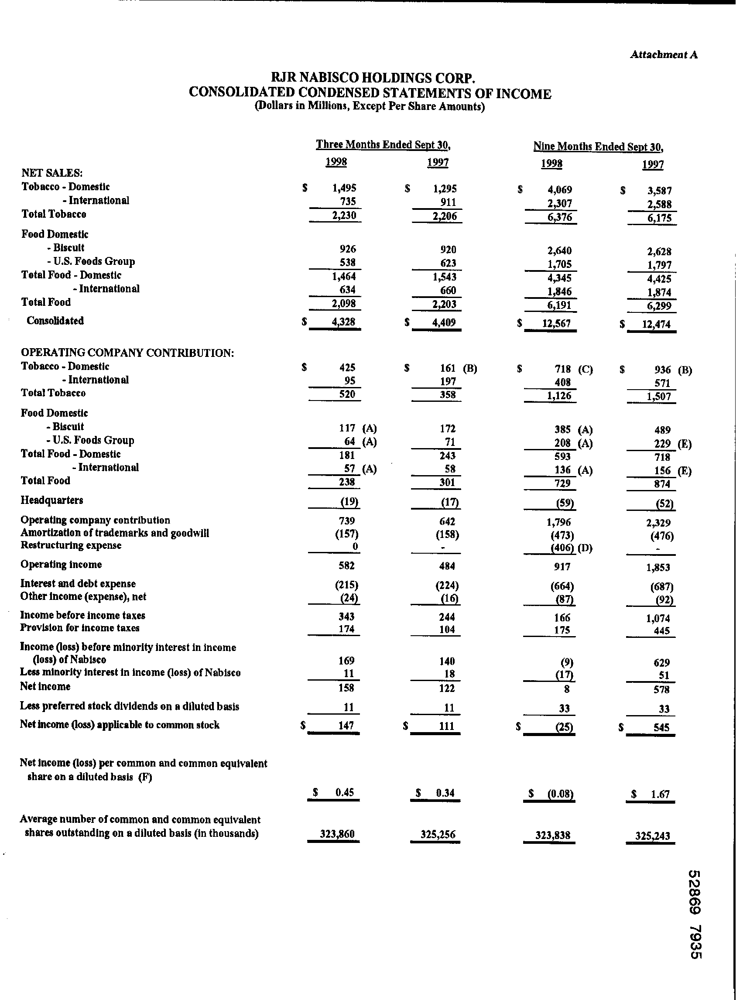 Attachment A
RJR NABISCO HOLDINGS CORP.
CONSOLIDATED CONDENSED STATEMENTS OF INCOME
(Dollars in Millions, Except Per Share Amounts)
Three Months Ended Sept 30, Nine Months Ended Sept 30,
1998 1997 1998 1997
NET SALES:
Tobacco - Domestic $ 1,495 $ 1,295 $ 4,069 $ 3,587
- International 735 911 2,307 2,588
Total Tobacco 2,230 2,206 6,376 6,175
Food Domestic
- Biscuit 926 920 2,640 2,628
- U.S. Foods Group 538 623 1,705 1,797
Total Food - Domestic 1,464 1,543 4,345 4,425
- International 634 660 1,846 1,874
Total Food 2,098 2,203 6,191 6,299
Consolidated $ 4,328 $ 4,409 $ 12,567 $ 12,474
OPERATING COMPANY CONTRIBUTION:
Tobacco - Domestic $ 425 $ 161 (B) $ 718 (C) $ 936 (B)
- International 95 197 408 571
Total Tobacco 520 358 1,126 1,507
Food Domestic
- Biscuit 117 (A) 172 385 (A) 489
- U.S. Foods Group 64 (A) 71 208 (A) 229 (E)
Total Food - Domestic 181 243 593 718
- International 57 (A) 58 136 (A) 156 (E)
Total Food 238 301 729 874
Headquarters (19) (17) (59) (52)
Operating company contribution 739 642 1,796 2,329
Amortization of trademarks and goodwill (157) (158) (473) (476)
Restructuring expense 0 - (406) (D) -
Operating income 582 484 917 1,853
Interest and debt expense (215) (224) (664) (687)
Other income (expense), net (24) (16) (87) (92)
Income before income taxes 343 244 166 1,074
Provision for income taxes 174 104 175 445
Income (loss) before minority interest in income
(loss) of Nabisco 169 140 (9) 629
Less minority interest in income (loss) of Nabisco 11 18 (17) 51
Net income 158 122 8 578
Less preferred stock dividends on a diluted basis 11 11 33 33
Net income (loss) applicable to common stock $ 147 $ 111 $ (25) $ 545
Net income (loss) per common and common equivalent
share on a diluted basis (F)
$ 0.45 $ 0.34 $ (0.08) $ 1.67
Average number of common and common equivalent
shares outstanding on a diluted basis (in thousands) 323,860 325,256 323,838 325,243
52869 7935